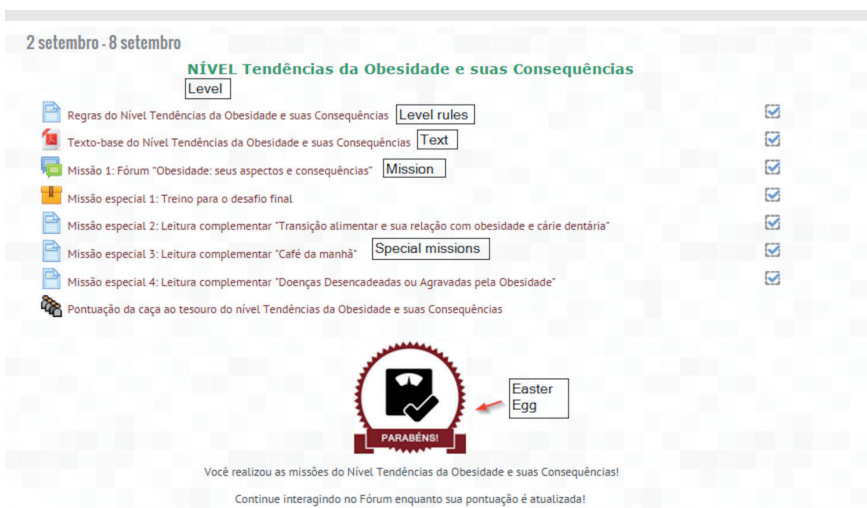 2 setembro - 8 setembro
NÍVEL Tendências da Obesidade e suas Consequências
Level
Regras do Nível Tendências da Obesidade e suas Consequências Level rules
Texto-base do Nível Tendências da Obesidade e suas Consequências Text
Missão 1: Fórum "Obesidade: seus aspectos e consequências" Mission
Missão especial 1: Treino para o desafio final
Missão especial 2: Leitura complementar "Transição alimentar e sua relação com obesidade e cárie dentária"
Missão especial 3: Leitura complementar "Café da manhã" Special missions
Missão especial 4: Leitura complementar "Doenças Desencadeadas ou Agravadas pela Obesidade"
Pontuação da caça ao tesouro do nível Tendências da Obesidade e suas Consequências
Easter
Egg
PARABÉNS!
Você realizou as missões do Nível Tendências da Obesidade e suas Consequências!
Continue interagindo no Fórum enquanto sua pontuação é atualizada!